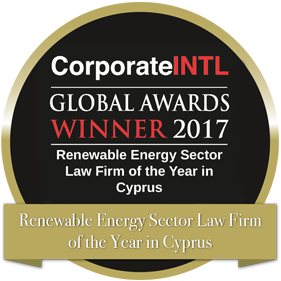 CorporateINTL
GLOBAL AWARDS
WINNER 2017
Renewable Energy Sector
Law Firm of the Year in
Cyprus
Renewable Energy Sector Law Firm
of the Year in Cyprus